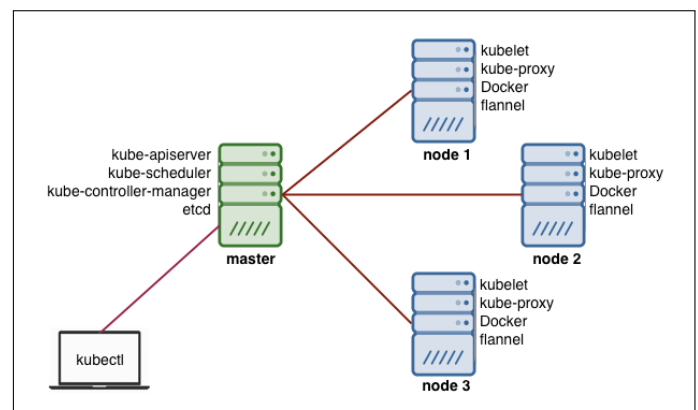 kubelet
kube-proxy
Docker
flannel
node 1
kube-apiserver
kube-scheduler
kube-controller-manager
etcd
master
kubelet
kube-proxy
Docker
flannel
node 2
kubelet
kube-proxy
Docker
flannel
node 3
kubectl